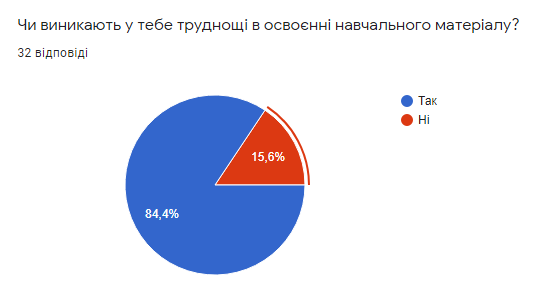 Чи виникають у тебе труднощі в освоєнні навчального матеріалу?
32 відповіді
Так
Ні
15,6%
84,4%